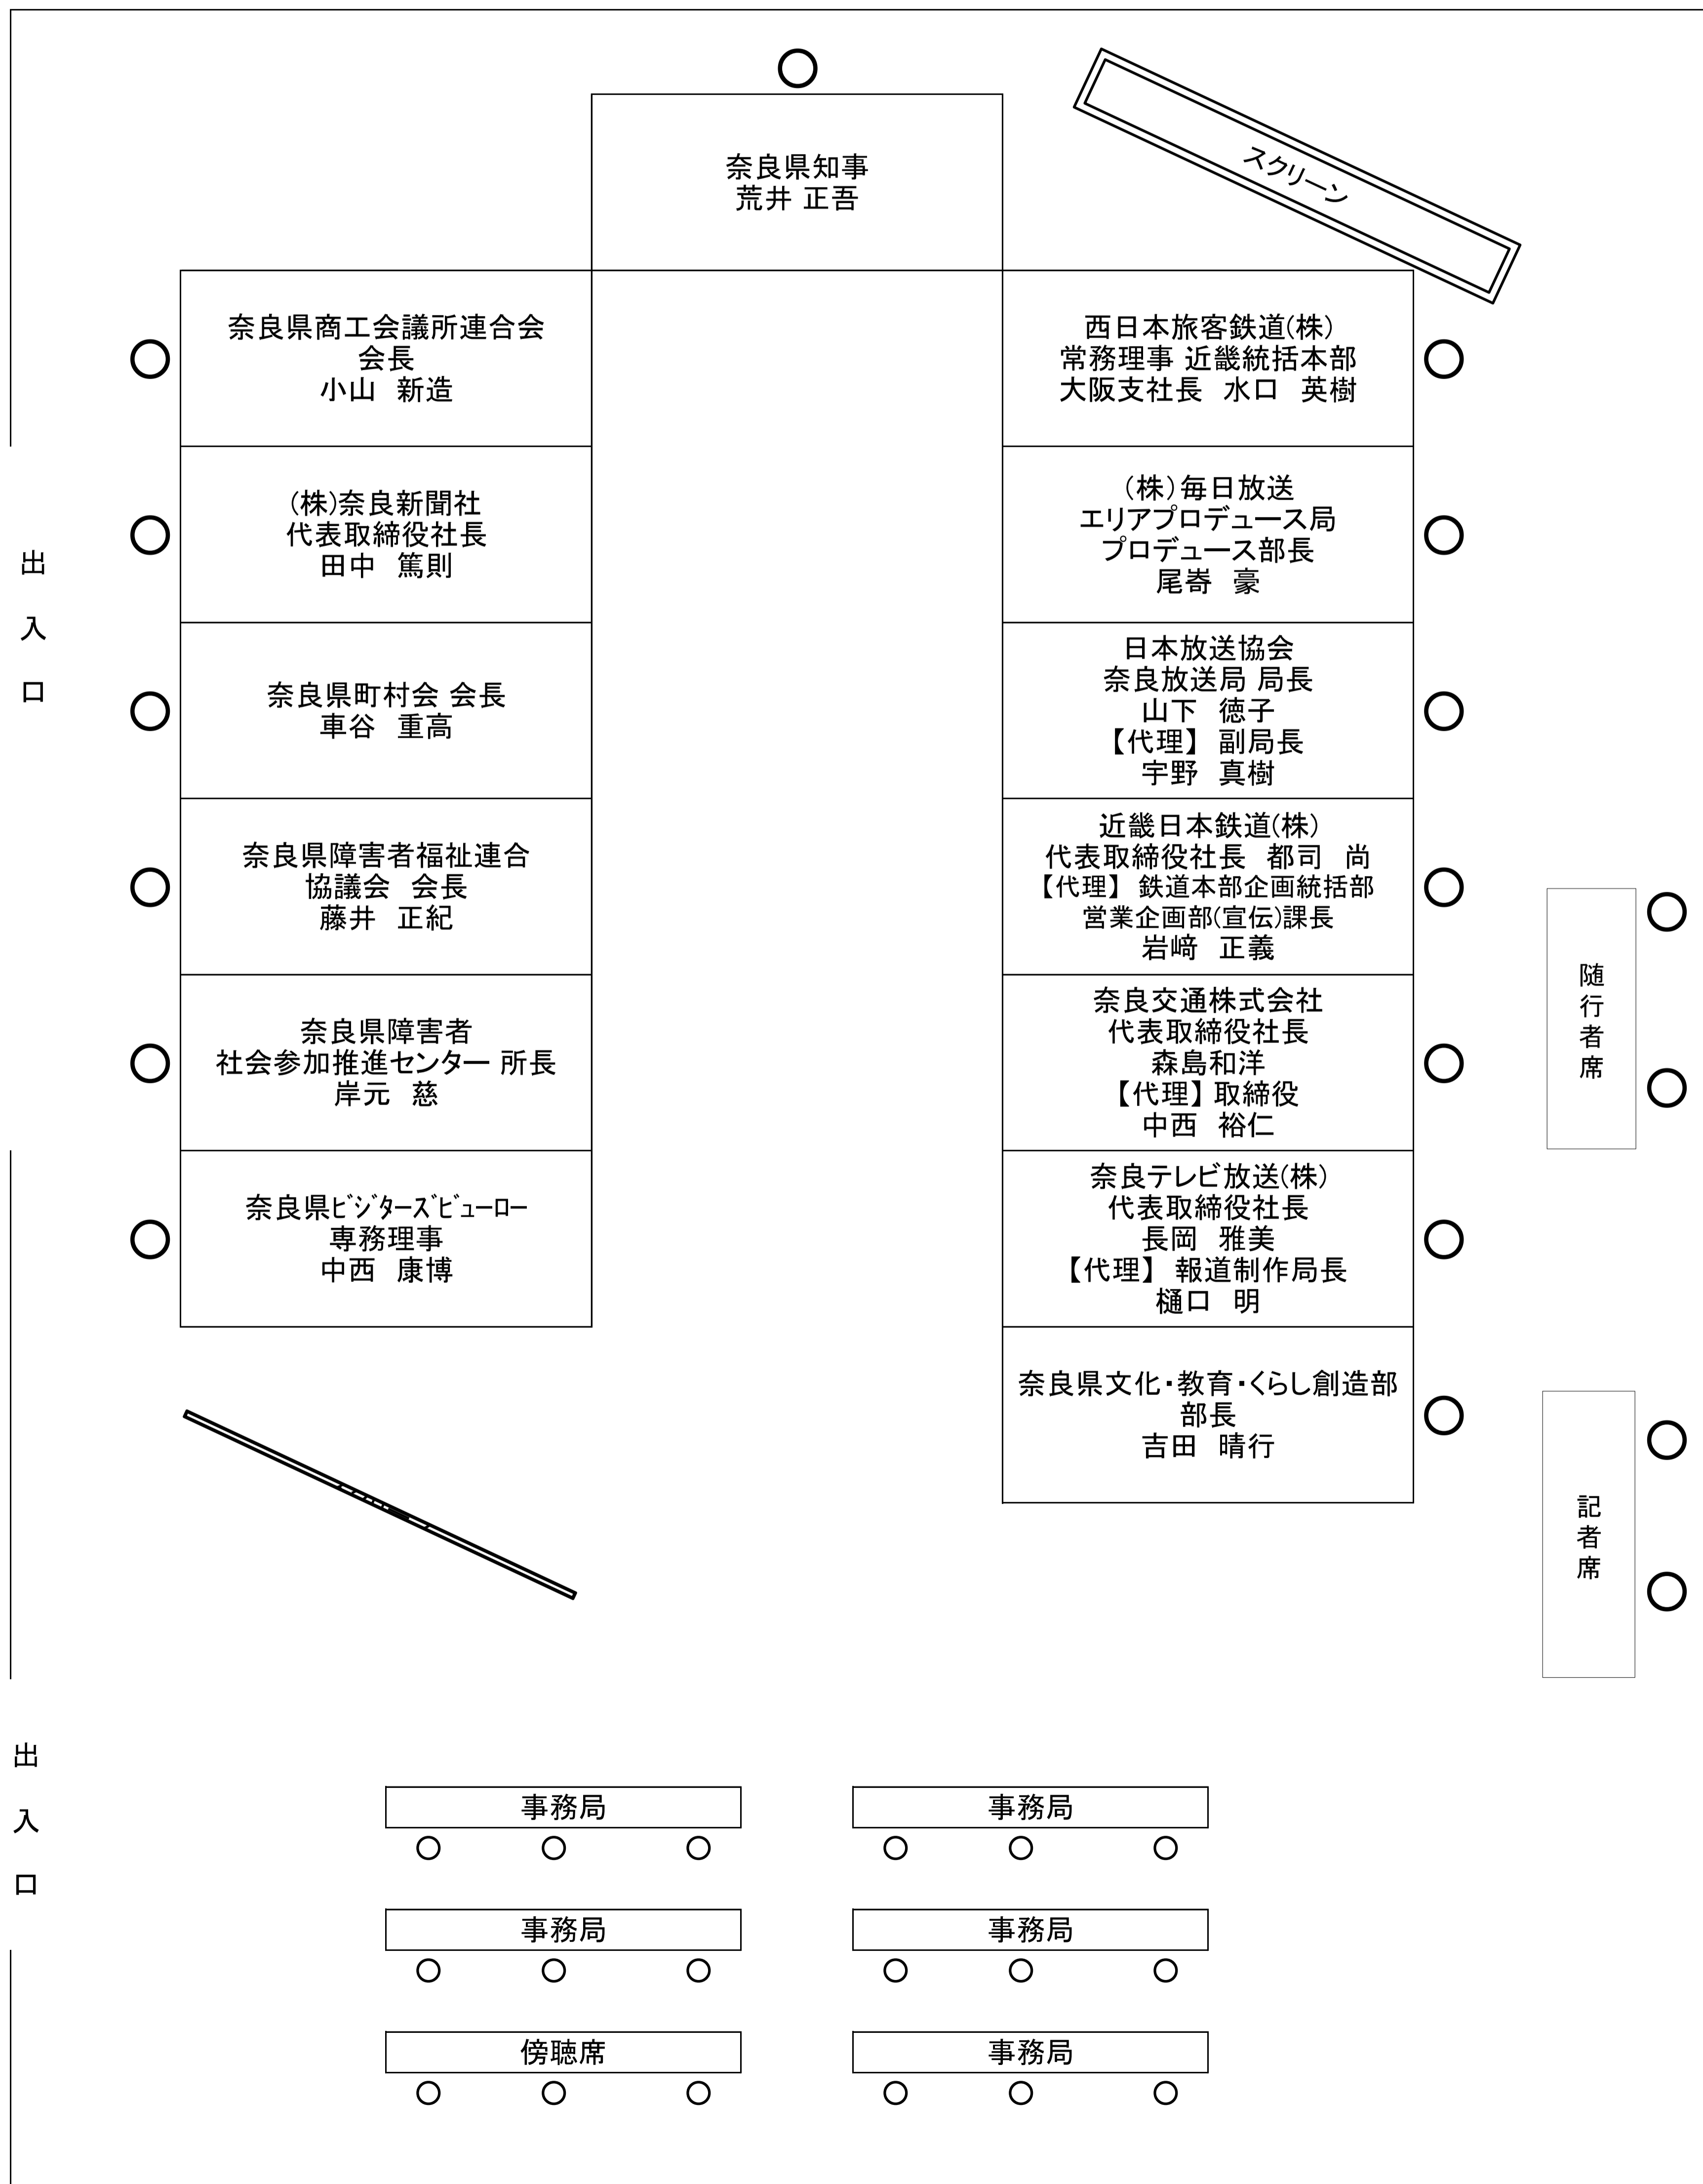 スクリーン
奈良県知事
荒井 正吾
奈良県商工会議所連合会
会長
小山 新造
(株)奈良新聞社
代表取締役社長
田中 篤則
奈良県町村会 会長
車谷 重高
奈良県障害者福祉連合
協議会 会長
藤井 正紀
奈良県障害者
社会参加推進センター 所長
岸元 慈
奈良県ﾋﾞｼﾞﾀｰｽﾞﾋﾞｭｰﾛｰ
専務理事
中西 康博
西日本旅客鉄道(株)
常務理事 近畿統括本部
大阪支社長 水口 英樹
(株)毎日放送
エリアプロデュース局
プロデュース部長
尾嵜 豪
日本放送協会
奈良放送局 局長
山下 徳子
【代理】 副局長
宇野 真樹
近畿日本鉄道(株)
代表取締役社長 都司 尚
【代理】 鉄道本部企画統括部
営業企画部(宣伝)課長
岩﨑 正義
奈良交通株式会社
代表取締役社長
森島和洋
【代理】取締役
中西 裕仁
奈良テレビ放送(株)
代表取締役社長
長岡 雅美
【代理】 報道制作局長
樋口 明
奈良県文化・教育・くらし創造部
部長
吉田 晴行
出入口
随行者席
記者席
出入口
事務局
事務局
事務局
事務局
傍聴席
事務局